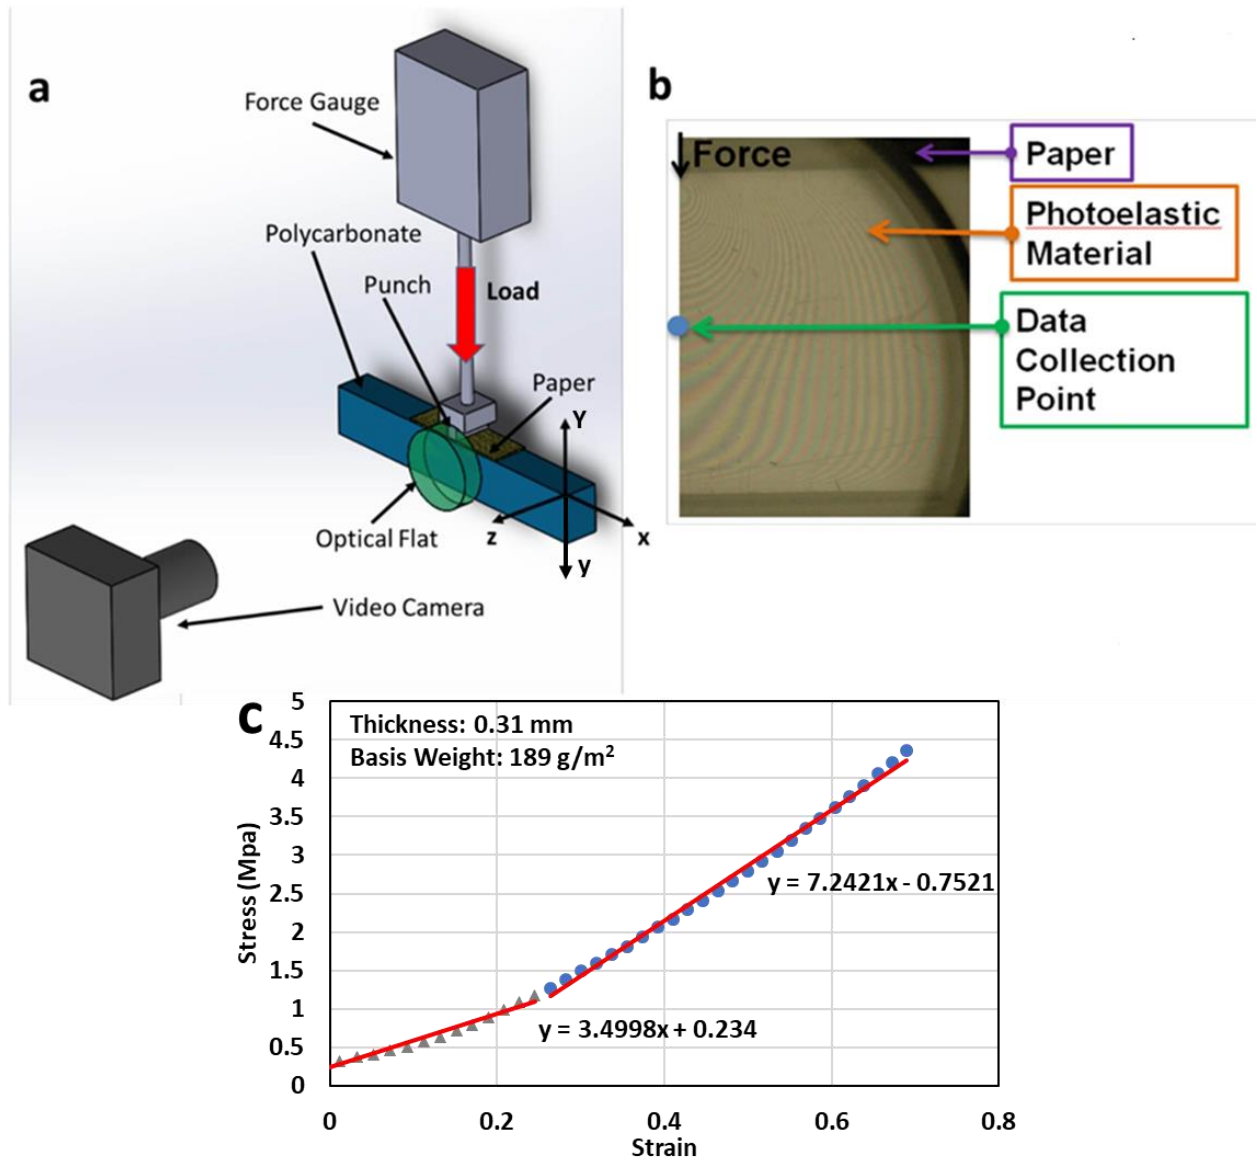 a
Force Gauge
Polycarbonate
Punch
Load
Paper
Y
Optical Flat
z
x
y
Video Camera
b
Force
Paper
Photoelastic
Material
Data
Collection
Point
c
Thickness: 0.31 mm
Basis Weight: 189 g/m²
Stress (Mpa)
5
4.5
4
3.5
3
2.5
2
1.5
1
0.5
0
y = 7.2421x - 0.7521
y = 3.4998x + 0.234
0
0.2
0.4
0.6
0.8
Strain